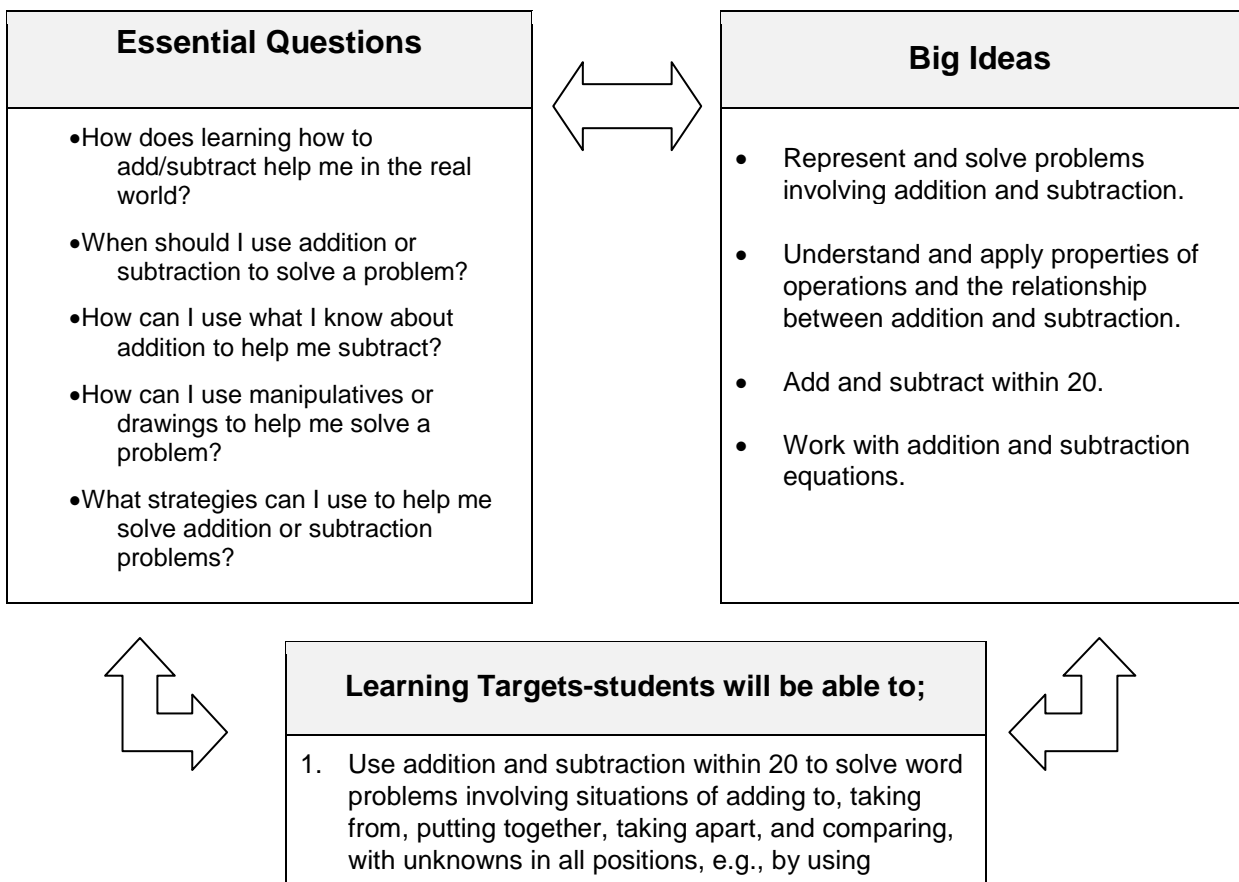 Essential Questions
•How does learning how to
add/subtract help me in the real
world?
•When should I use addition or
subtraction to solve a problem?
•How can I use what I know about
addition to help me subtract?
•How can I use manipulatives or
drawings to help me solve a
problem?
•What strategies can I use to help me
solve addition or subtraction
problems?
Big Ideas
• Represent and solve problems
involving addition and subtraction.
• Understand and apply properties of
operations and the relationship
between addition and subtraction.
• Add and subtract within 20.
• Work with addition and subtraction
equations.
Learning Targets-students will be able to;
1. Use addition and subtraction within 20 to solve word
problems involving situations of adding to, taking
from, putting together, taking apart, and comparing,
with unknowns in all positions, e.g., by using